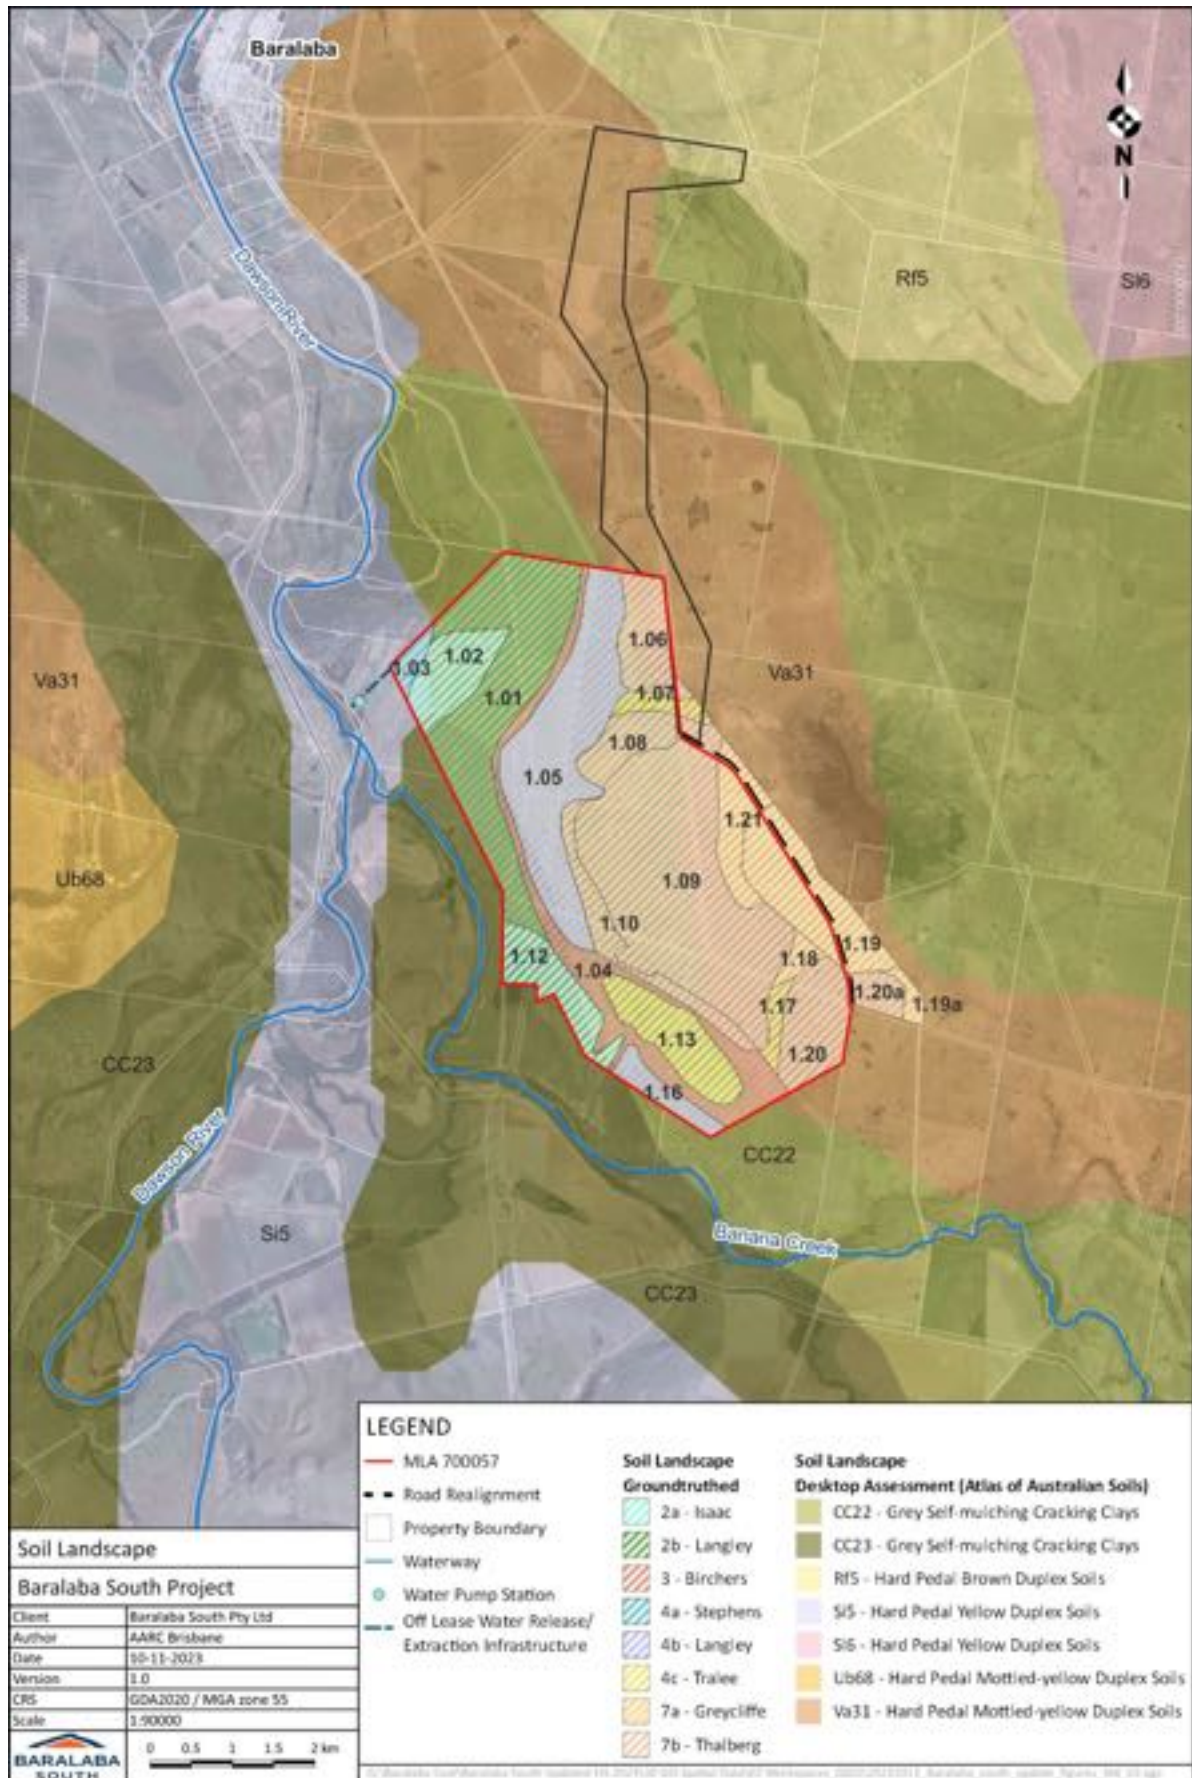 Baralaba
N
Dawson River
Rf5
Sl6
1.06
1.02
1.03
1.07
1.01
Va31
Va31
1.08
1.05
1.21
1.09
Ub68
1.10
1.12
1.04
1.18
1.19
1.20a
1.19a
1.17
1.13
1.20
CC23
1.16
CC22
Dawson River
Si5
Banana Creek
CC23
LEGEND
MLA 700057
Road Realignment
Property Boundary
Waterway
Water Pump Station
Off Lease Water Release/
Extraction Infrastructure
Soil Landscape
Groundtruthed
2a - Isaac
2b - Langley
3 - Birchers
4a - Stephens
4b - Langley
4c - Tralee
7a - Greycliffe
7b - Thalberg
Soil Landscape
Desktop Assessment (Atlas of Australian Soils)
CC22 - Grey Self-mulching Cracking Clays
CC23 - Grey Self-mulching Cracking Clays
Rf5 - Hard Pedal Brown Duplex Soils
Si5 - Hard Pedal Yellow Duplex Soils
Sl6 - Hard Pedal Yellow Duplex Soils
Ub68 - Hard Pedal Mottled-yellow Duplex Soils
Va31 - Hard Pedal Mottled-yellow Duplex Soils
Soil Landscape
Baralaba South Project
Client Baralaba South Pty Ltd
Author AARC Brisbane
Date 10-11-2023
Version 1.0
CRS GDA2020 / MGA zone 55
Scale 1:90000
BARALABA
SOUTH
0 0.5 1 1.5 2 km